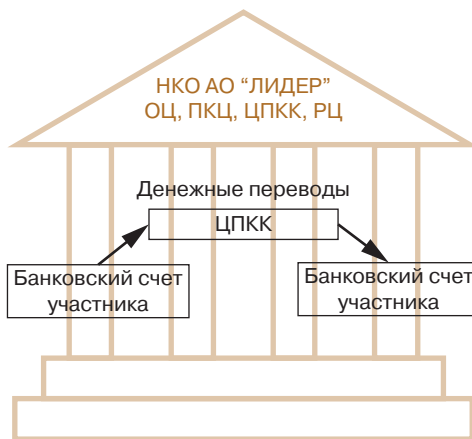 НКО АО “ЛИДЕР”
ОЦ, ПКЦ, ЦПКК, РЦ
Денежные переводы
ЦПКК
Банковский счет
участника
Банковский счет
участника